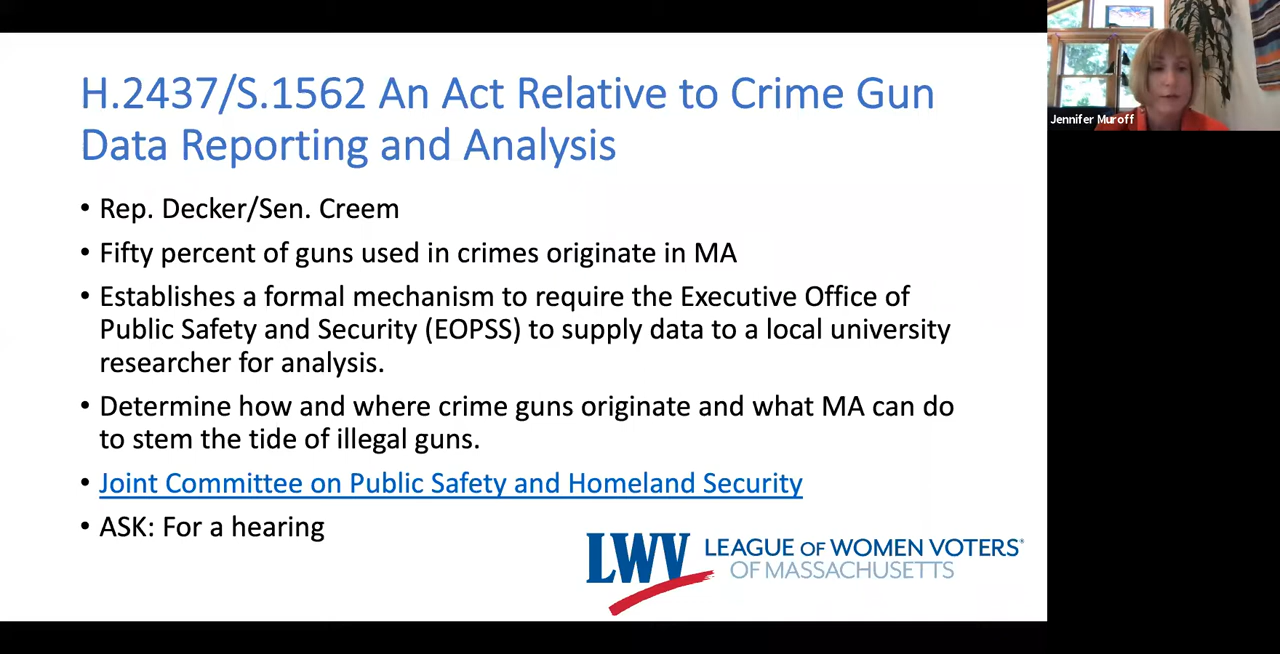 H.2437/S.1562 An Act Relative to Crime Gun
Data Reporting and Analysis
• Rep. Decker/Sen. Creem
• Fifty percent of guns used in crimes originate in MA
• Establishes a formal mechanism to require the Executive Office of
Public Safety and Security (EOPSS) to supply data to a local university
researcher for analysis.
• Determine how and where crime guns originate and what MA can do
to stem the tide of illegal guns.
• Joint Committee on Public Safety and Homeland Security
• ASK: For a hearing
LWV LEAGUE OF WOMEN VOTERS®
OF MASSACHUSETTS
Jennifer Muroff